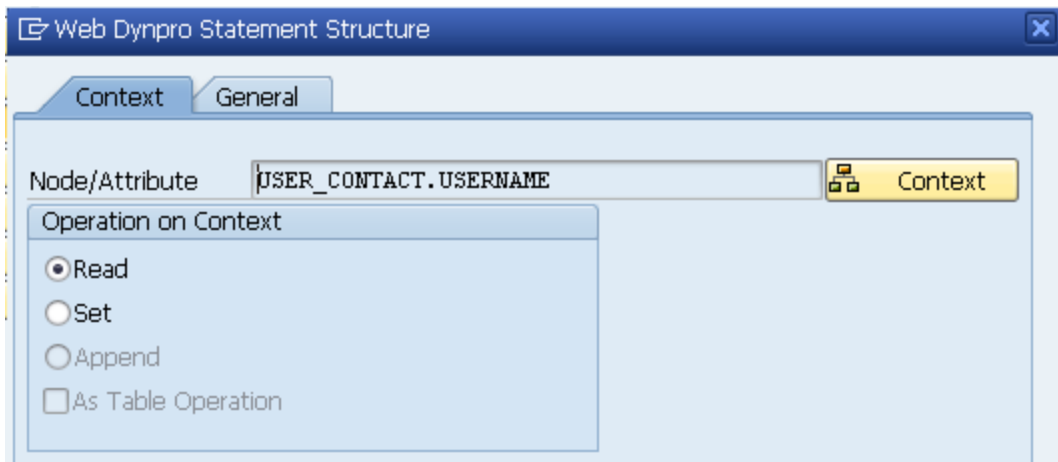 Web Dynpro Statement Structure
Context General
Node/Attribute USER_CONTACT.USERNAME Context
Operation on Context
Read
Set
Append
As Table Operation